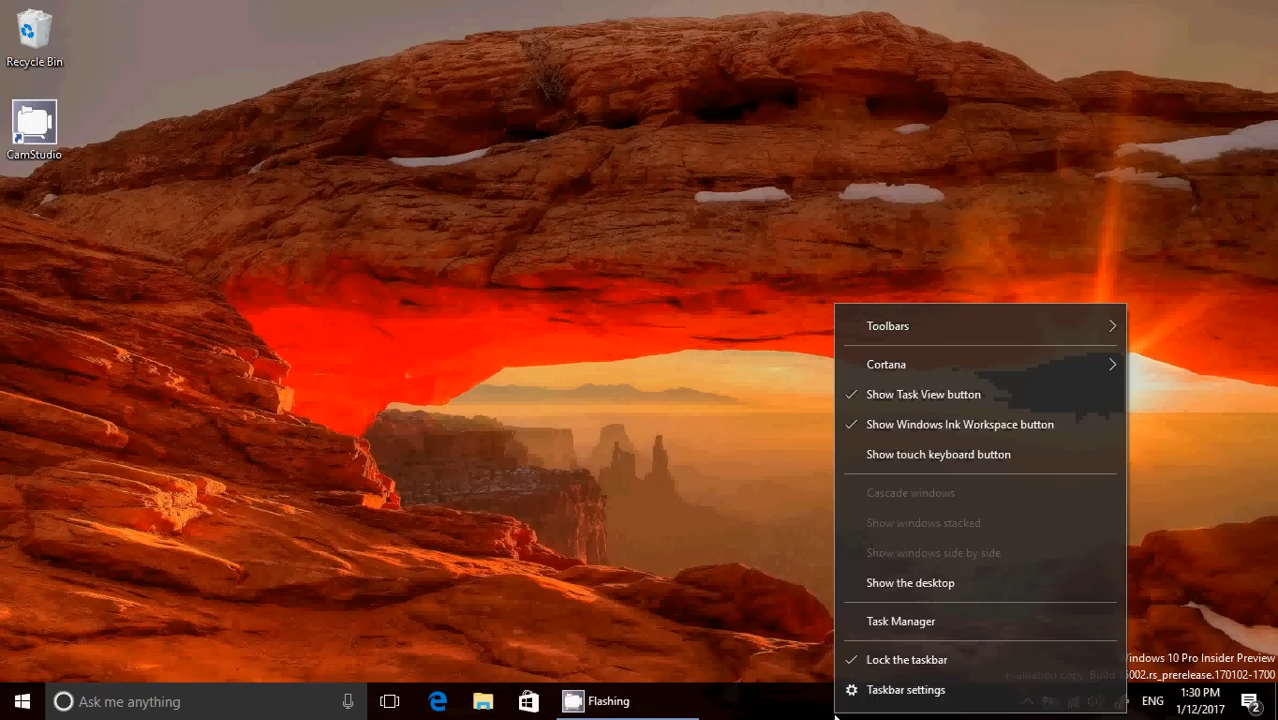 Recycle Bin
CamStudio
Toolbars
Cortana
Show Task View button
Show Windows Ink Workspace button
Show touch keyboard button
Cascade windows
Show windows stacked
Show windows side by side
Show the desktop
Task Manager
Lock the taskbar
Taskbar settings
Windows 10 Pro Insider Preview
Evaluation copy. Build 15002.rs_prerelease.170102-1700
Ask me anything
Flashing
ENG
1:30 PM
1/12/2017
2